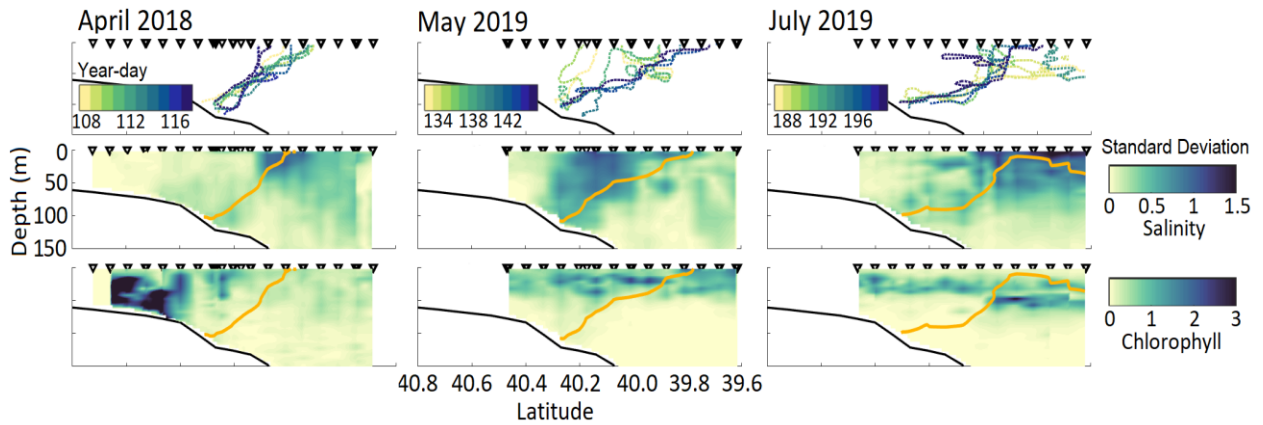 April 2018
May 2019
July 2019
Year-day
108 112 116
134 138 142
188 192 196
Depth (m)
0
50
100
150
Standard Deviation
0 0.5 1 1.5
Salinity
0 1 2 3
Chlorophyll
40.8 40.6 40.4 40.2 40.0 39.8 39.6
Latitude